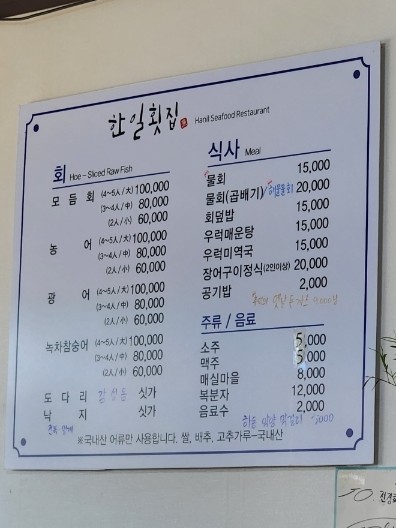 한일횟집 Hanil Seafood Restaurant
회 Hoe - Sliced Raw Fish
모듬회 (4~5人/大) 100,000
(3~4人/中) 80,000
(2人/小) 60,000
농어 (4~5人/大) 100,000
(3~4人/中) 80,000
(2人/小) 60,000
광어 (4~5人/大) 100,000
(3~4人/中) 80,000
(2人/小) 60,000
녹차참숭어 (4~5人/大) 100,000
(3~4人/中) 80,000
(2人/小) 60,000
도다리 감성돔 싯가
낙지 싯가
식사 Meal
물회 15,000
물회(곱배기) 20,000
회덮밥 15,000
우럭매운탕 15,000
우럭미역국 15,000
장어구이정식(2인이상) 20,000
공기밥 2,000
주류 / 음료
소주 5,000
맥주 5,000
매실마을 8,000
복분자 12,000
음료수 2,000
막걸리 5000
※국내산 어류만 사용합니다. 쌀, 배추, 고추가루-국내산